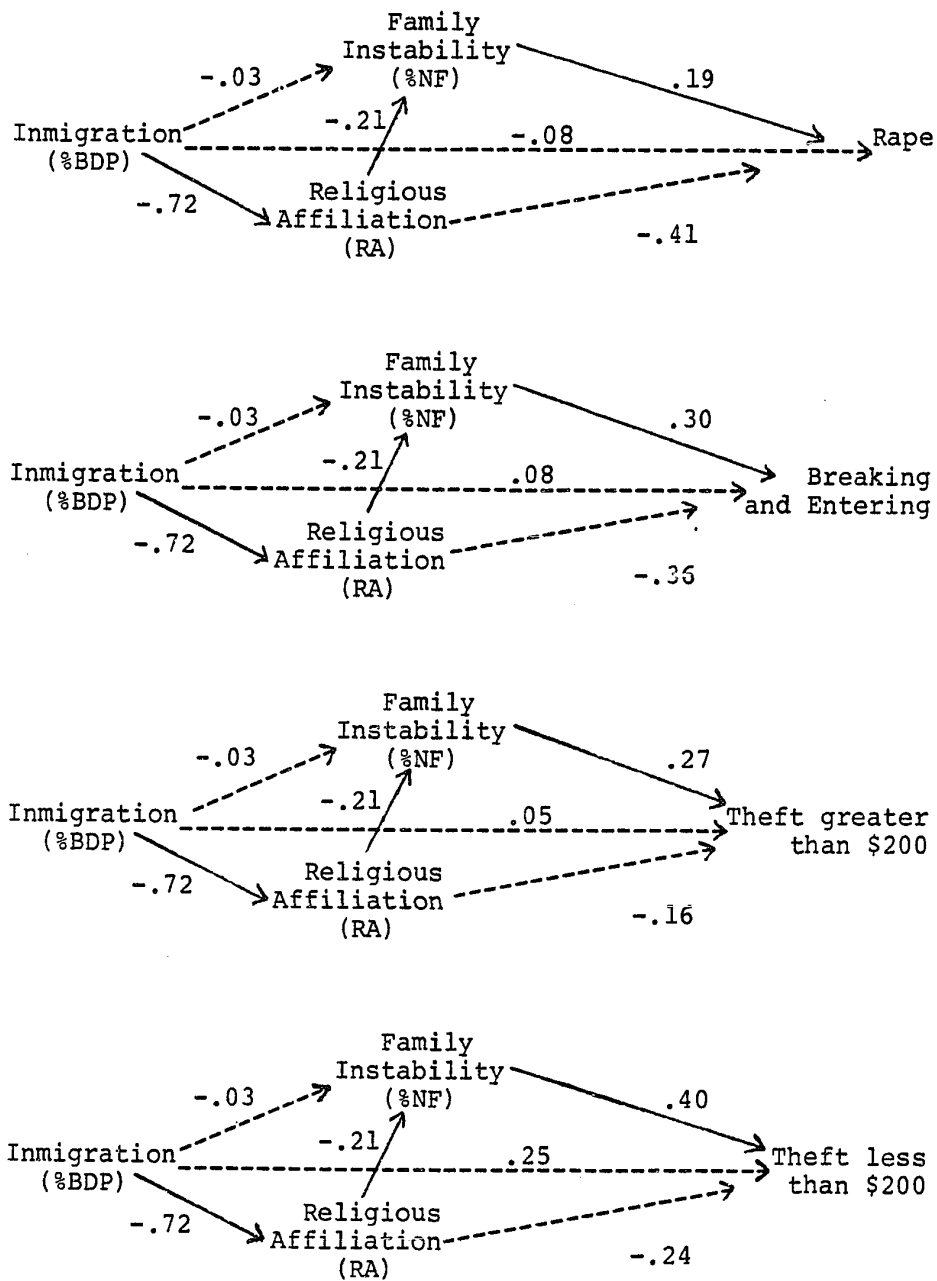 Family
Instability
(%NF)
-.03
.19
-.21
-.08
Inmigration
(%BDP)
Rape
-.72
Religious
Affiliation
(RA)
-.41
Family
Instability
(%NF)
-.03
.30
-.21
.08
Inmigration
(%BDP)
Breaking
and Entering
-.72
Religious
Affiliation
(RA)
-.36
Family
Instability
(%NF)
-.03
.27
-.21
.05
Inmigration
(%BDP)
Theft greater
than $200
-.72
Religious
Affiliation
(RA)
-.16
Family
Instability
(%NF)
-.03
.40
-.21
.25
Inmigration
(%BDP)
Theft less
than $200
-.72
Religious
Affiliation
(RA)
-.24